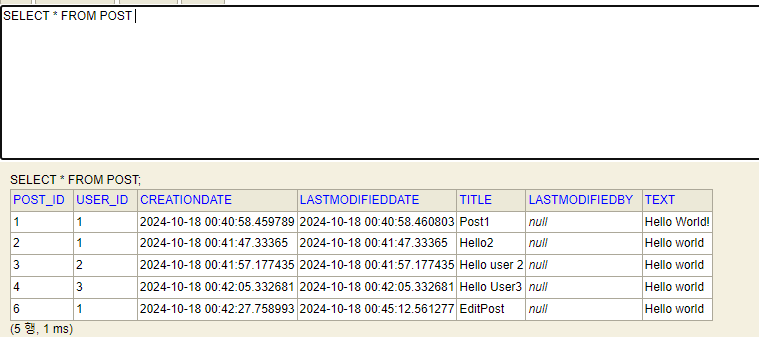 SELECT * FROM POST
SELECT * FROM POST;
POST_ID USER_ID CREATIONDATE LASTMODIFIEDDATE TITLE LASTMODIFIEDBY TEXT
1 1 2024-10-18 00:40:58.459789 2024-10-18 00:40:58.460803 Post1 null Hello World!
2 1 2024-10-18 00:41:47.33365 2024-10-18 00:41:47.33365 Hello2 null Hello world
3 2 2024-10-18 00:41:57.177435 2024-10-18 00:41:57.177435 Hello user 2 null Hello world
4 3 2024-10-18 00:42:05.332681 2024-10-18 00:42:05.332681 Hello User3 null Hello world
6 1 2024-10-18 00:42:27.758993 2024-10-18 00:45:12.561277 EditPost null Hello world
(5 행, 1 ms)